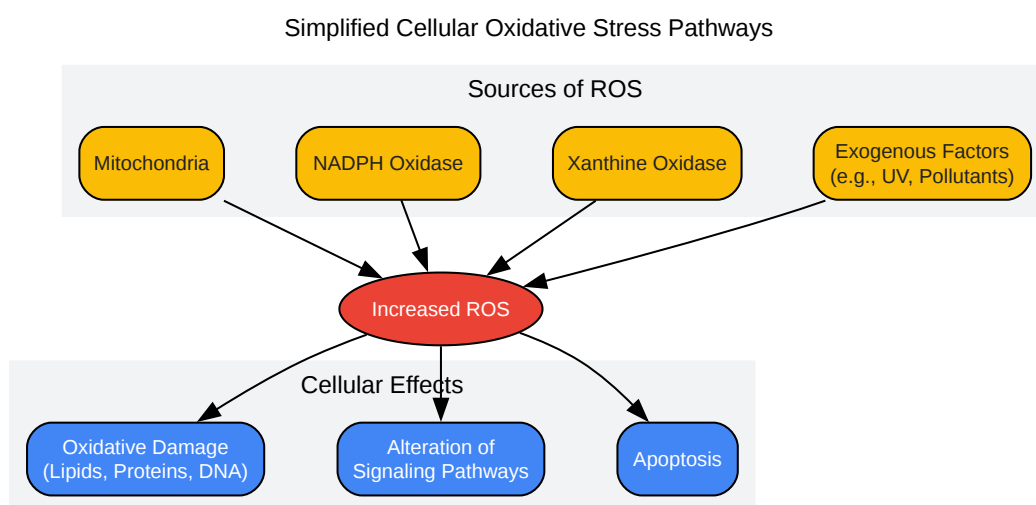 Simplified Cellular Oxidative Stress Pathways
Sources of ROS
Mitochondria
NADPH Oxidase
Xanthine Oxidase
Exogenous Factors
(e.g., UV, Pollutants)
Increased ROS
Cellular Effects
Oxidative Damage
(Lipids, Proteins, DNA)
Alteration of
Signaling Pathways
Apoptosis